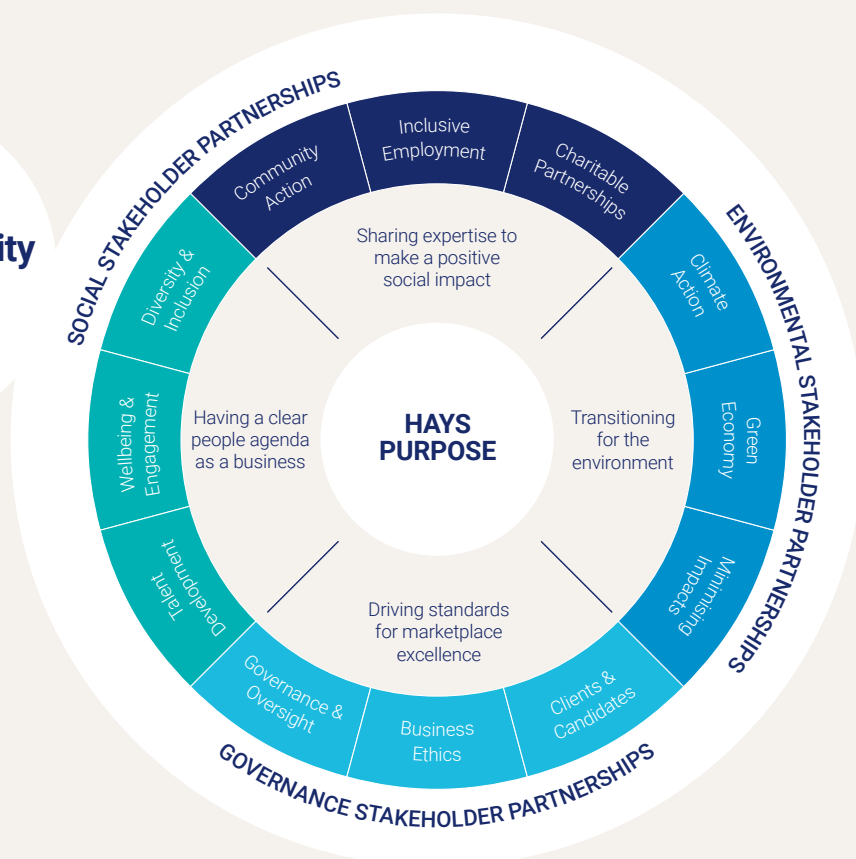 ity
SOCIAL STAKEHOLDER PARTNERSHIPS
ENVIRONMENTAL STAKEHOLDER PARTNERSHIPS
GOVERNANCE STAKEHOLDER PARTNERSHIPS
Community
Action
Inclusive
Employment
Charitable
Partnerships
Climate
Action
Green
Economy
Minimising
Impacts
Clients &
Candidates
Business
Ethics
Governance &
Oversight
Talent
Development
Wellbeing &
Engagement
Diversity &
Inclusion
Sharing expertise to
make a positive
social impact
Having a clear
people agenda
as a business
HAYS
PURPOSE
Transitioning
for the
environment
Driving standards
for marketplace
excellence